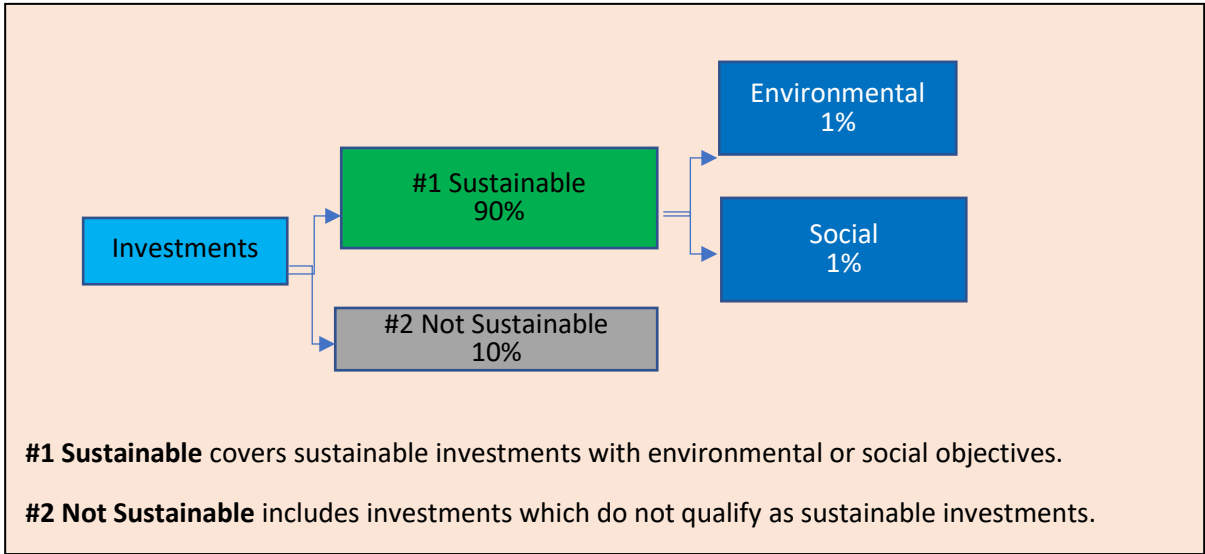 Environmental
1%
#1 Sustainable
90%
Social
1%
Investments
#2 Not Sustainable
10%
#1 Sustainable covers sustainable investments with environmental or social objectives.
#2 Not Sustainable includes investments which do not qualify as sustainable investments.